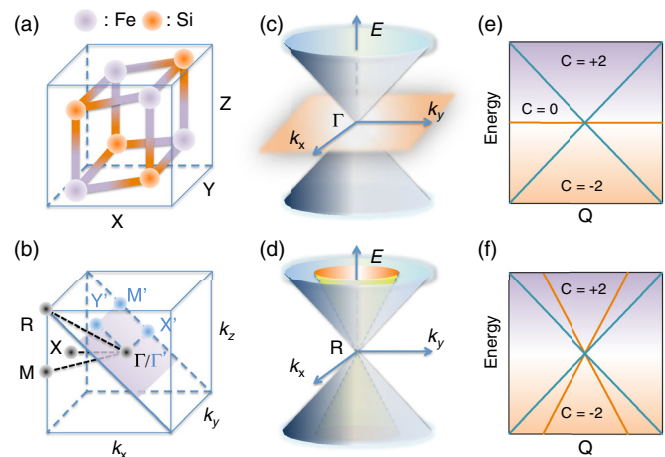 (a)
: Fe
: Si
Z
Y
X
(b)
M'
Y'
X'
R
X
Γ/Γ'
M
k_z
k_y
k_x
(c)
E
Γ
k_y
k_x
(d)
E
R
k_y
k_x
(e)
C = +2
C = 0
C = -2
Energy
Q
(f)
C = +2
C = -2
Energy
Q